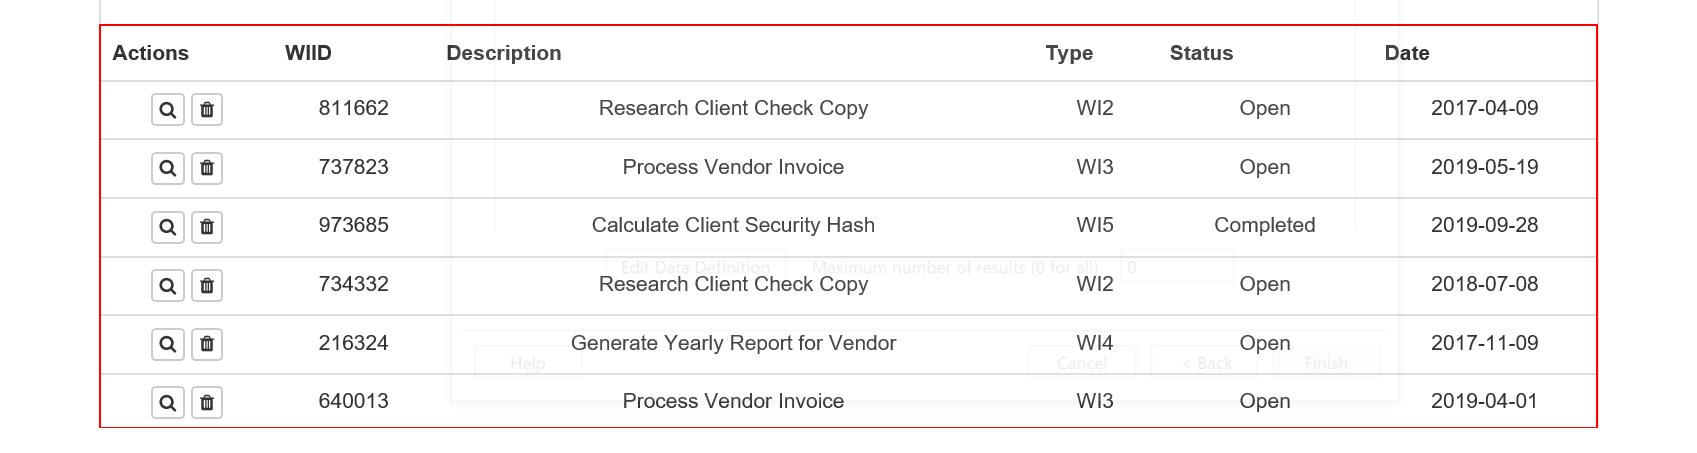 Actions WIID Description Type Status Date
811662 Research Client Check Copy WI2 Open 2017-04-09
737823 Process Vendor Invoice WI3 Open 2019-05-19
973685 Calculate Client Security Hash WI5 Completed 2019-09-28
Edit Data Definition Maximum number of results (0 for all) 0
734332 Research Client Check Copy WI2 Open 2018-07-08
216324 Generate Yearly Report for Vendor WI4 Open 2017-11-09
Help Cancel < Back Finish
640013 Process Vendor Invoice WI3 Open 2019-04-01